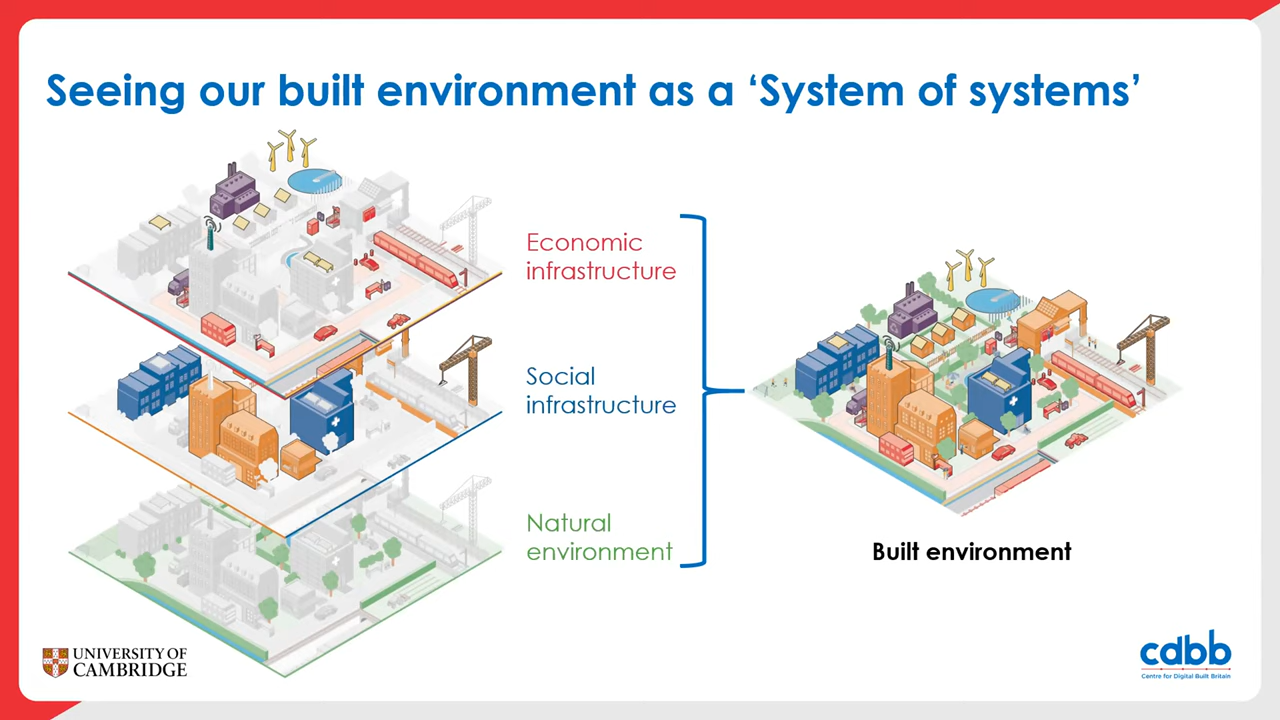 Seeing our built environment as a ‘System of systems’
Economic
infrastructure
Social
infrastructure
Natural
environment
Built environment
UNIVERSITY OF
CAMBRIDGE
cdbb
Centre for Digital Built Britain